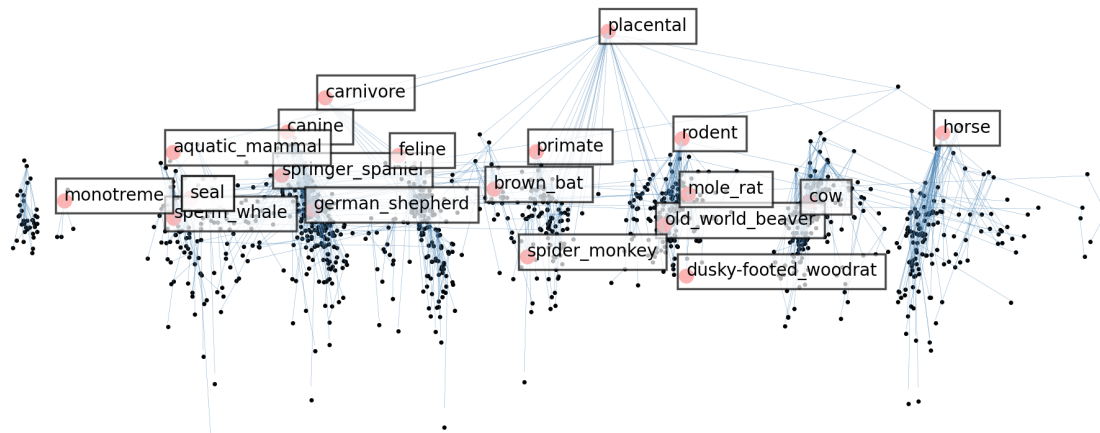 placental
carnivore
canine
horse
aquatic_mammal
feline
primate
rodent
springer_spaniel
monotreme
seal
brown_bat
mole_rat
cow
sperm_whale
german_shepherd
old_world_beaver
spider_monkey
dusky-footed_woodrat